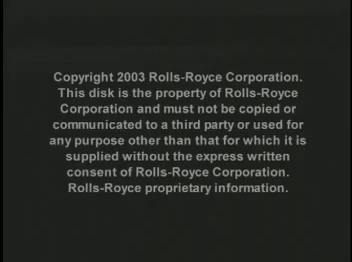 Copyright 2003 Rolls-Royce Corporation.
This disk is the property of Rolls-Royce
Corporation and must not be copied or
communicated to a third party or used for
any purpose other than that for which it is
supplied without the express written
consent of Rolls-Royce Corporation.
Rolls-Royce proprietary information.